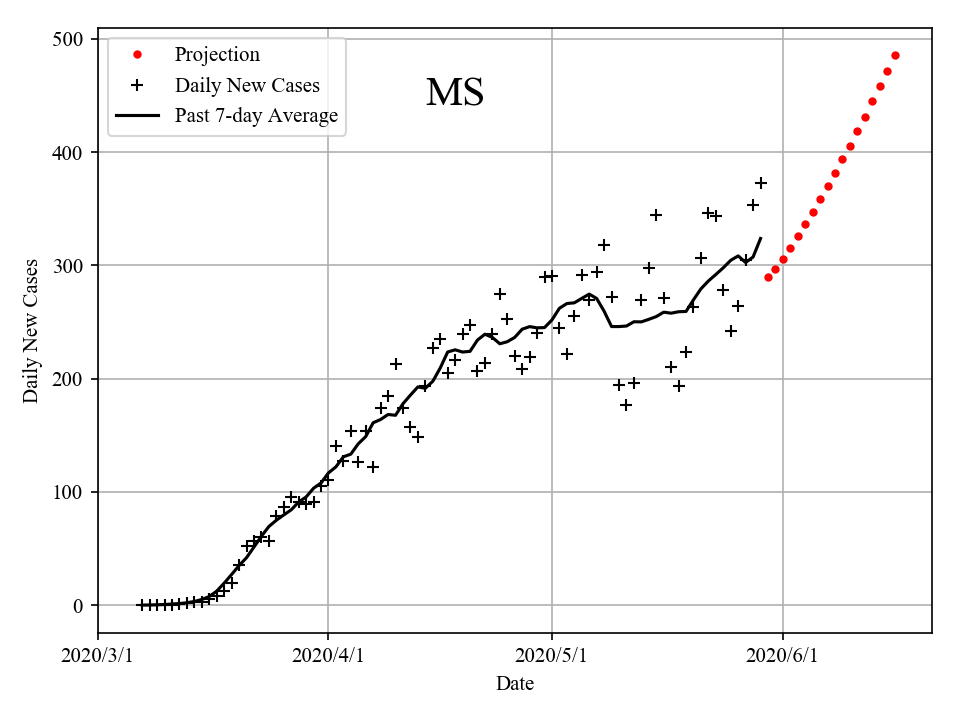 MS
Projection
Daily New Cases
Past 7-day Average
500
400
300
200
100
0
Daily New Cases
2020/3/1 2020/4/1 2020/5/1 2020/6/1
Date